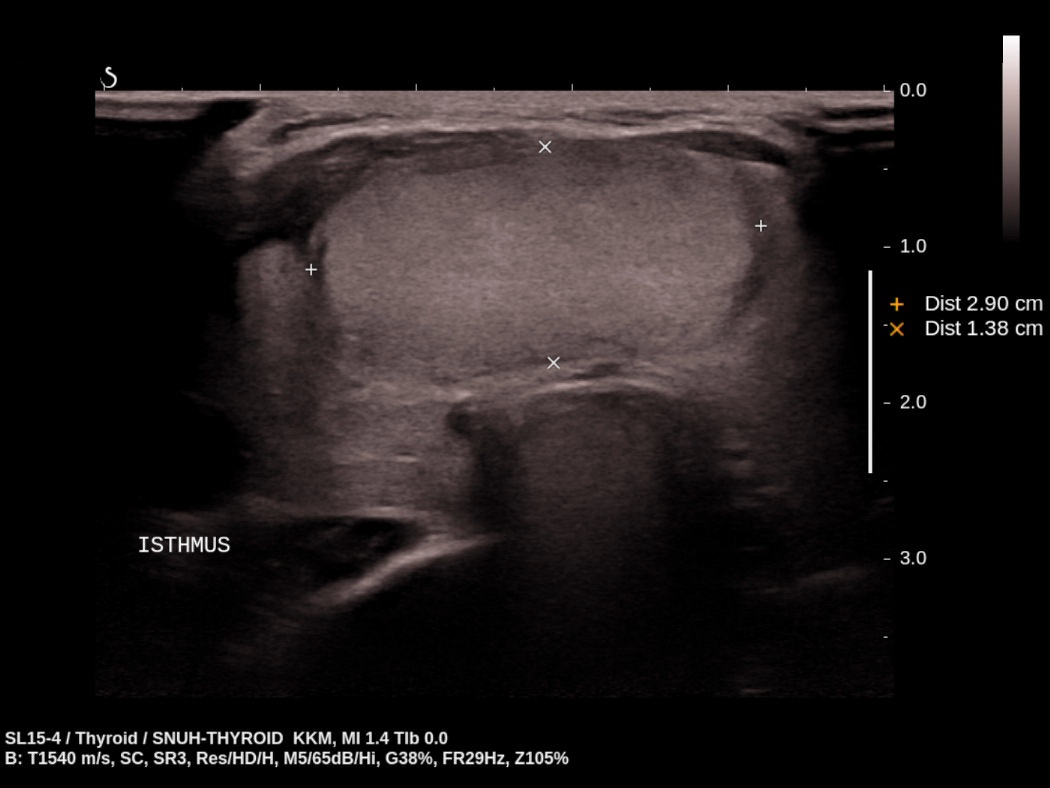 S
0.0
1.0
+ Dist 2.90 cm
× Dist 1.38 cm
2.0
3.0
ISTHMUS
SL15-4 / Thyroid / SNUH-THYROID KKM, MI 1.4 TIb 0.0
B: T1540 m/s, SC, SR3, Res/HD/H, M5/65dB/Hi, G38%, FR29Hz, Z105%